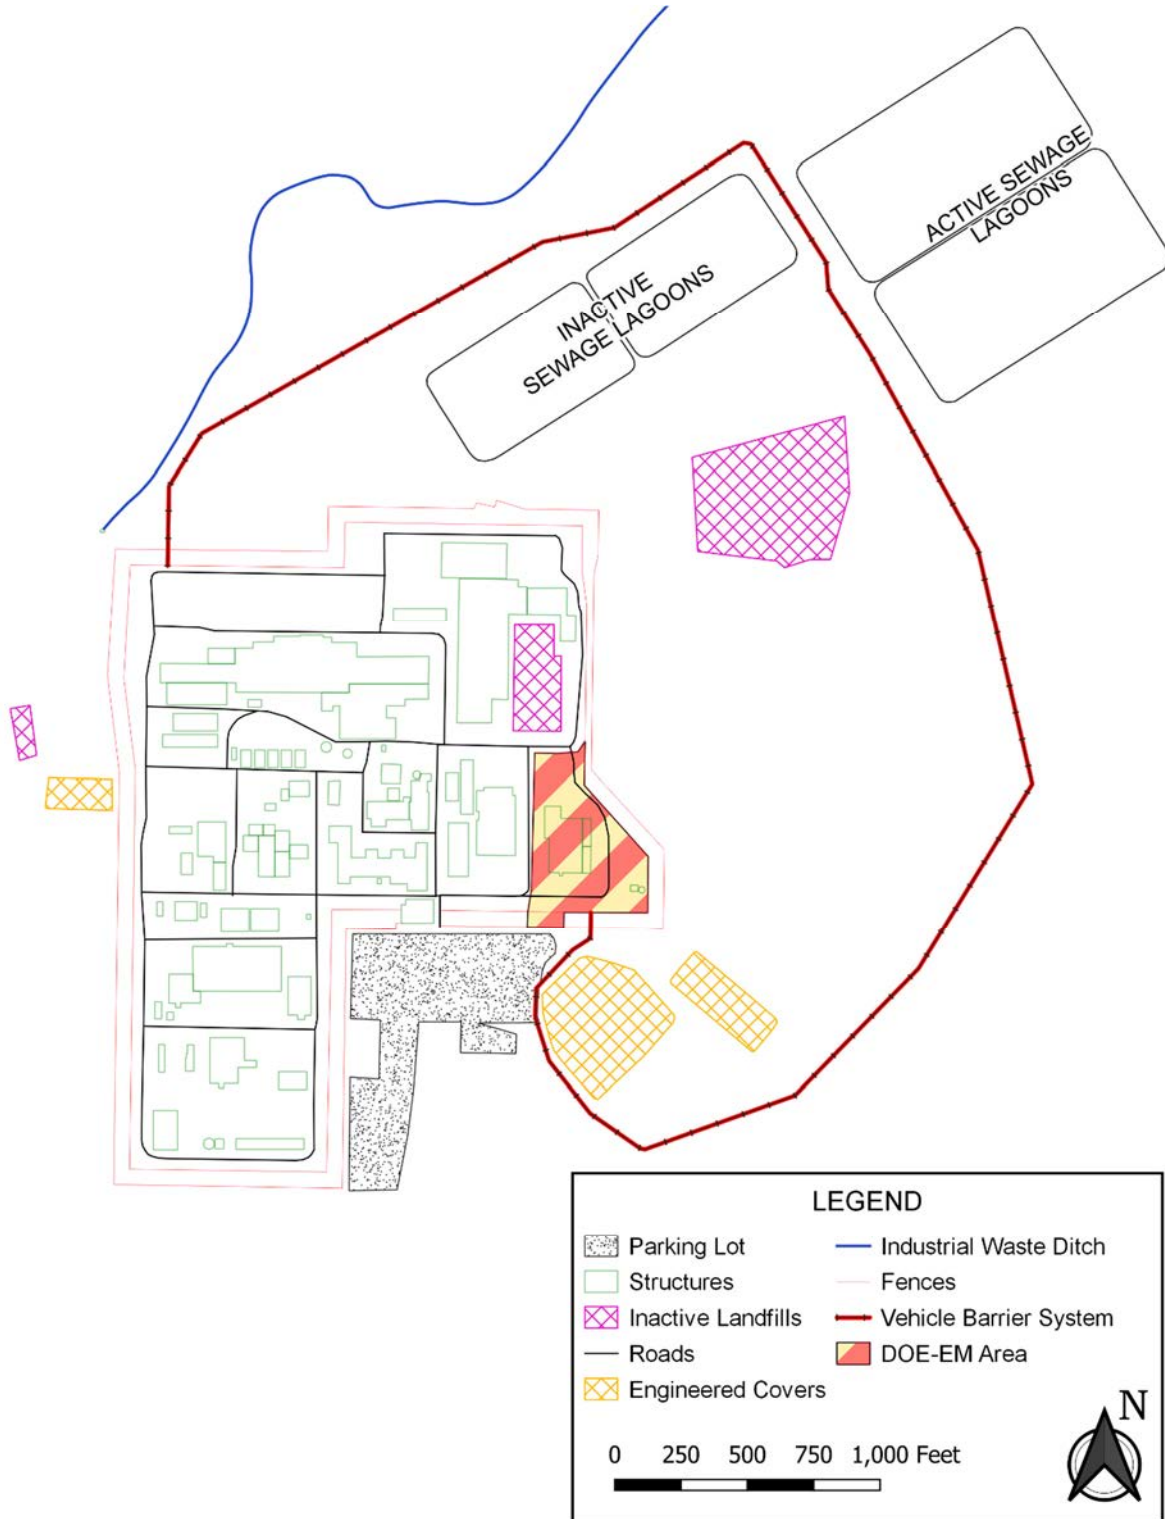 ACTIVE SEWAGE
LAGOONS
INACTIVE
SEWAGE LAGOONS
LEGEND
Parking Lot
Structures
Inactive Landfills
Roads
Engineered Covers
Industrial Waste Ditch
Fences
Vehicle Barrier System
DOE-EM Area
0 250 500 750 1,000 Feet
N